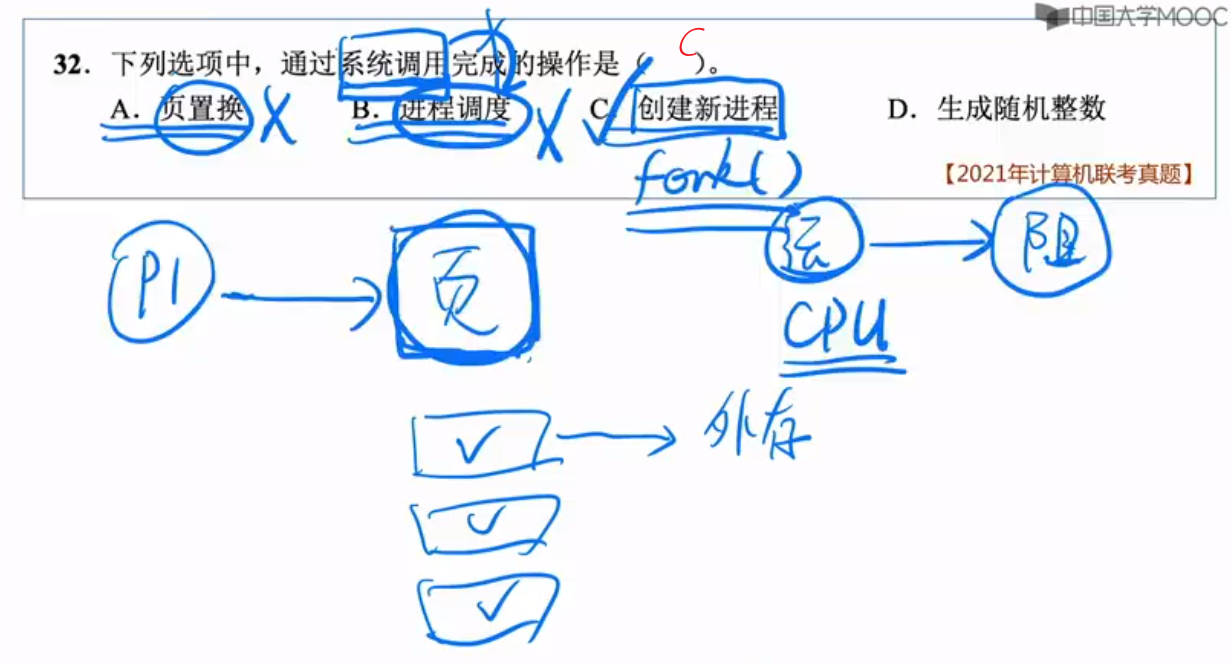 中国大学MOOC
C
32. 下列选项中，通过系统调用完成的操作是（　）。
A. 页置换 X B. 进程调度 X C. 创建新进程 D. 生成随机整数
fork()
【2021年计算机联考真题】
P1 页 运 阻
CPU
外存